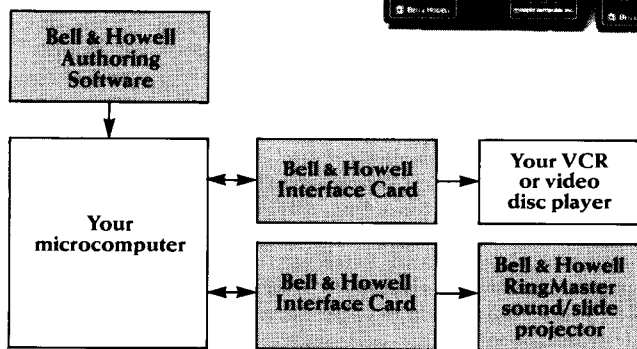 Bell & Howell
Authoring
Software
Your
microcomputer
Bell & Howell
Interface Card
Your VCR
or video
disc player
Bell & Howell
Interface Card
Bell & Howell
RingMaster
sound/slide
projector